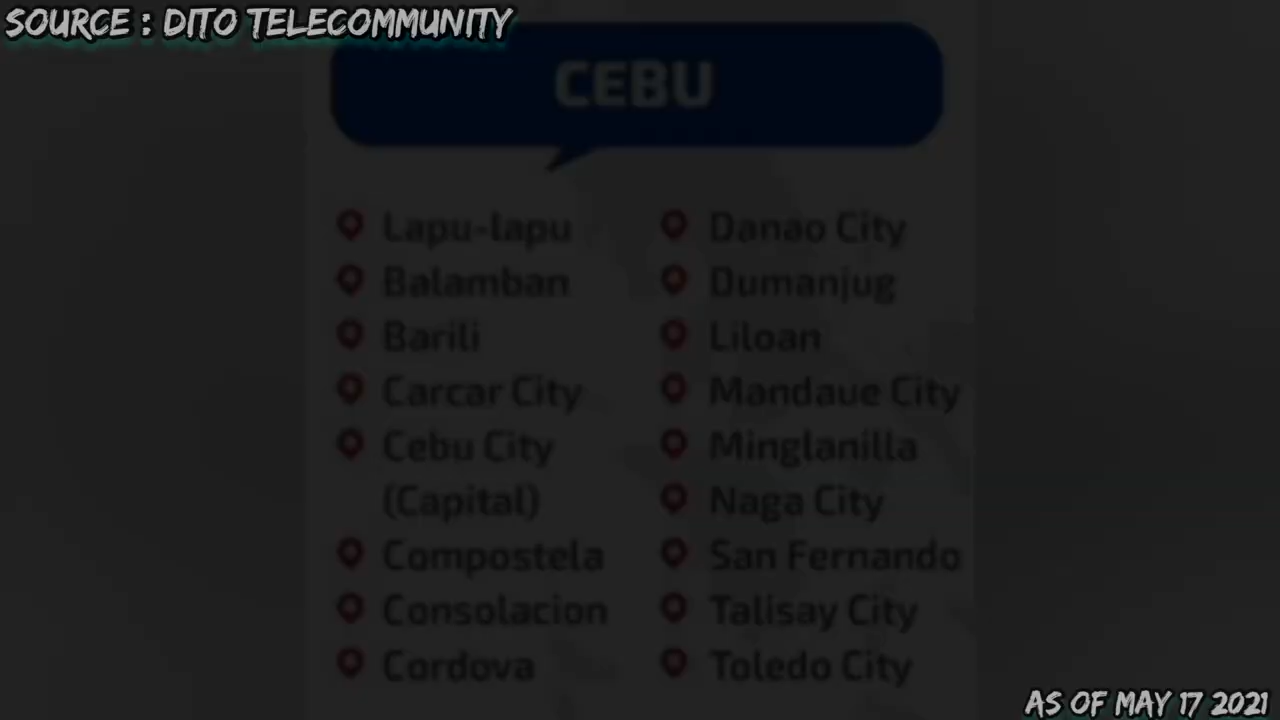 SOURCE : DITO TELECOMMUNITY
CEBU
Lapu-lapu
Balamban
Barili
Carcar City
Cebu City
(Capital)
Compostela
Consolacion
Cordova
Danao City
Dumanjug
Liloan
Mandaue City
Minglanilla
Naga City
San Fernando
Talisay City
Toledo City
AS OF MAY 17 2021